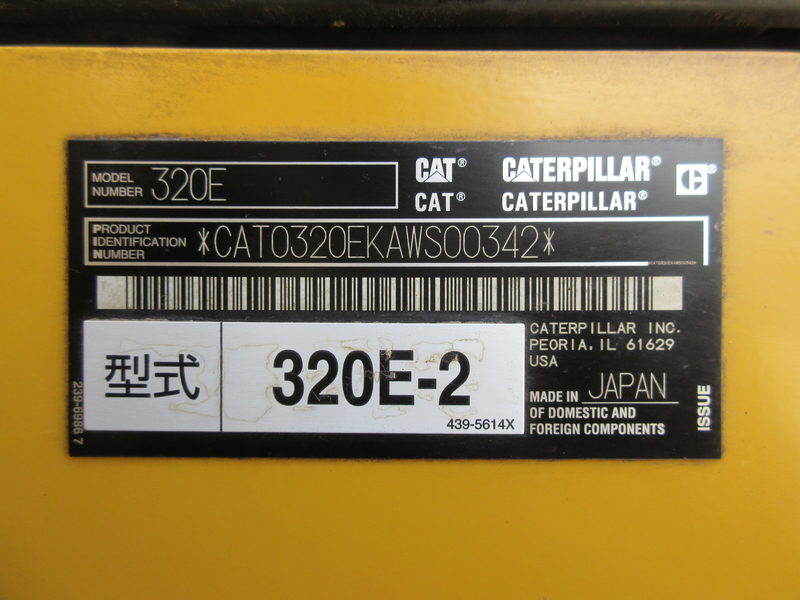 MODEL NUMBER 320E
CAT® CATERPILLAR® C®
CAT® CATERPILLAR®
PRODUCT IDENTIFICATION NUMBER *CAT0320EKAWS00342*
CATERPILLAR INC.
PEORIA, IL 61629
USA
型式 320E-2
439-5614X
MADE IN JAPAN
OF DOMESTIC AND
FOREIGN COMPONENTS
239-6986 7
ISSUE